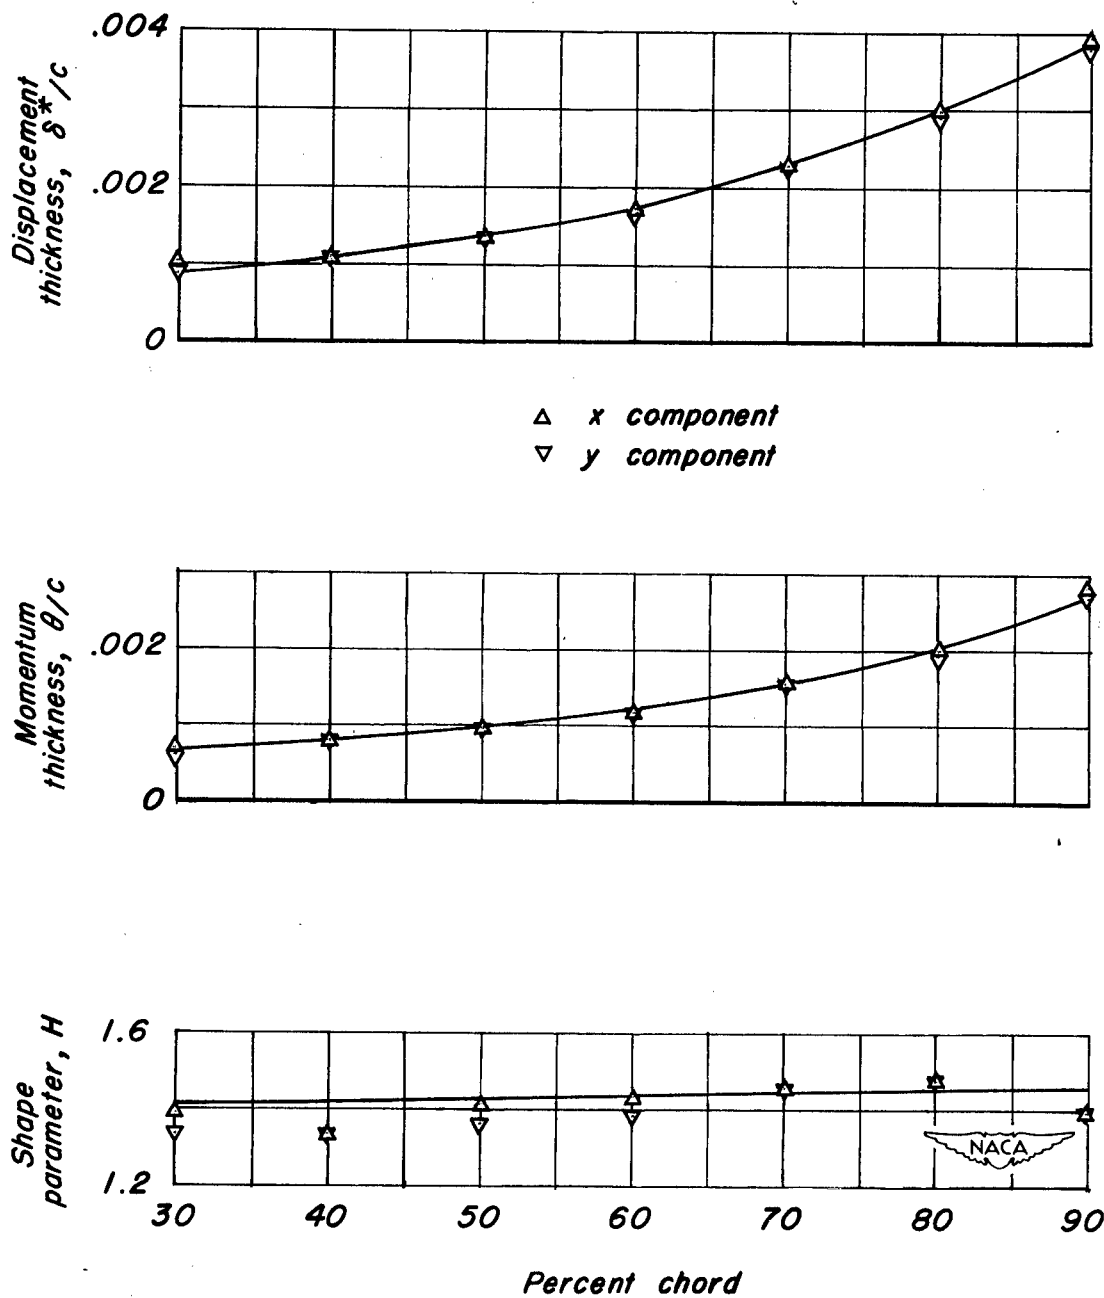 .004
Displacement
thickness, δ*/c
.002
0
△ x component
▽ y component
Momentum
thickness, θ/c
.002
0
Shape
parameter, H
1.6
1.2
NACA
30 40 50 60 70 80 90
Percent chord